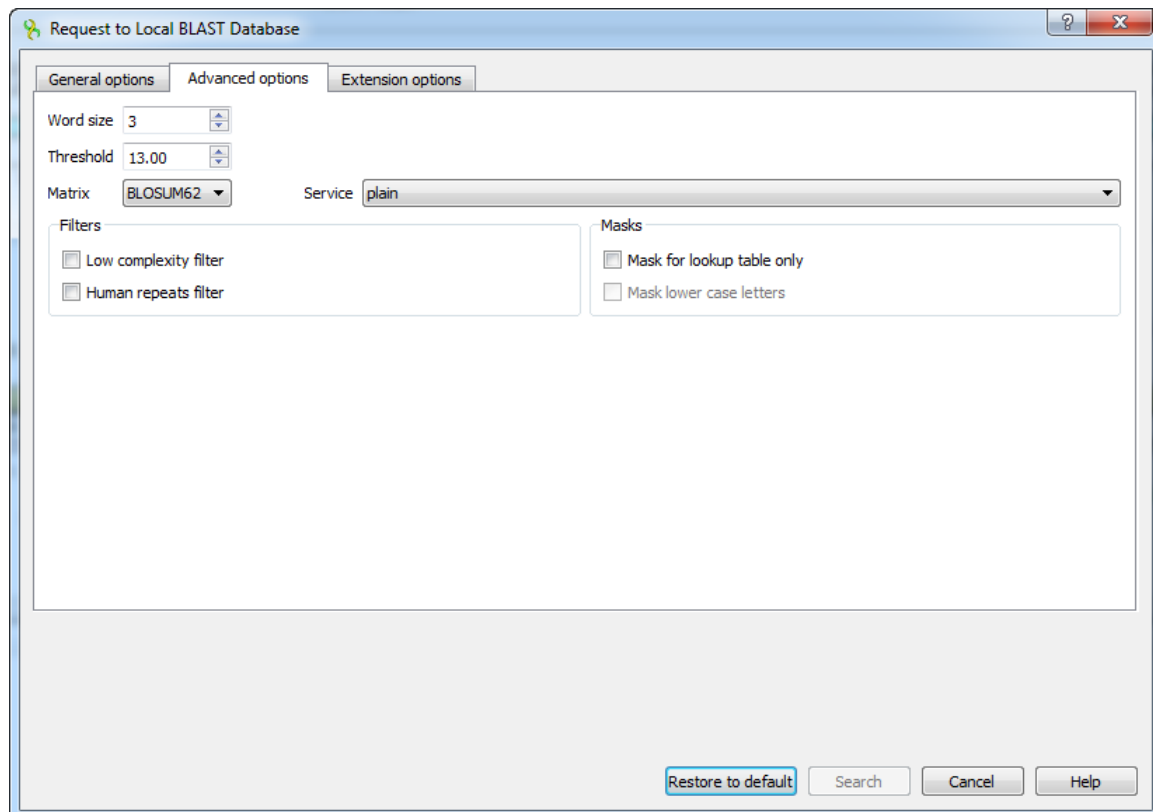 Request to Local BLAST Database
?
X
General options Advanced options Extension options
Word size 3
Threshold 13.00
Matrix BLOSUM62 Service plain
Filters Masks
Low complexity filter Mask for lookup table only
Human repeats filter Mask lower case letters
Restore to default Search Cancel Help